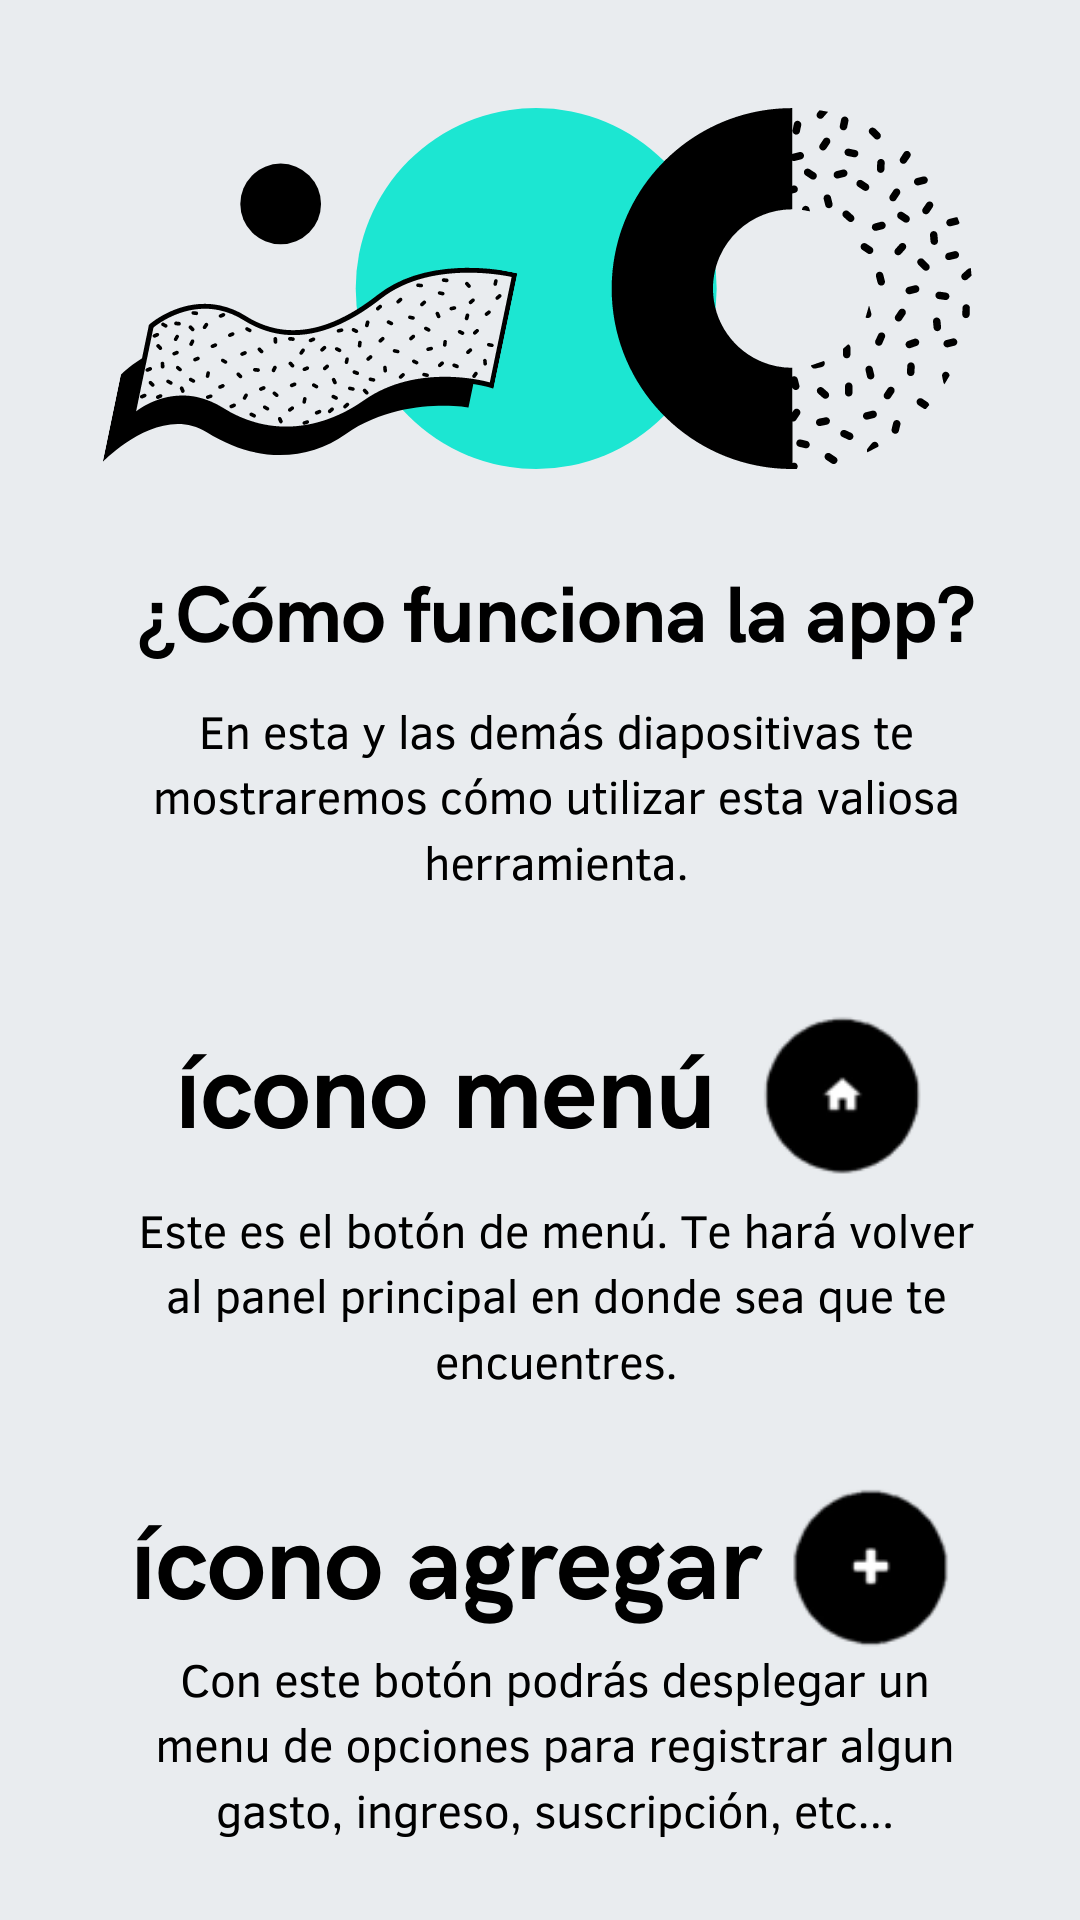 ¿Cómo funciona la app?
En esta y las demás diapositivas te
mostraremos cómo utilizar esta valiosa
herramienta.
ícono menú
Este es el botón de menú. Te hará volver
al panel principal en donde sea que te
encuentres.
ícono agregar
Con este botón podrás desplegar un
menu de opciones para registrar algun
gasto, ingreso, suscripción, etc...